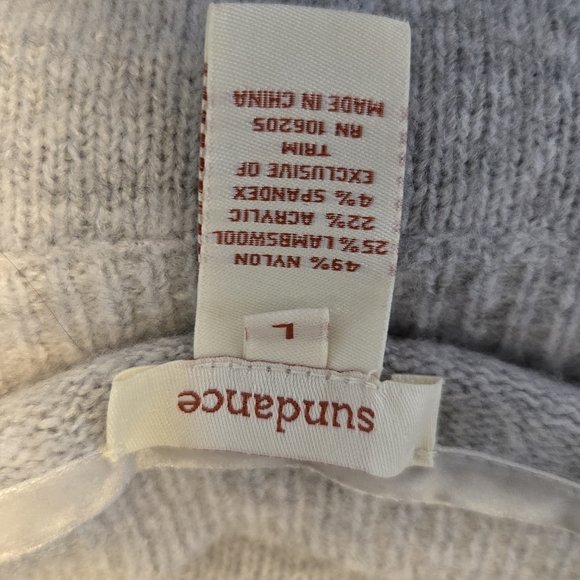 sundance
L
49% NYLON
25% LAMBSWOOL
22% ACRYLIC
4% SPANDEX
EXCLUSIVE OF
TRIM
RN 106205
MADE IN CHINA